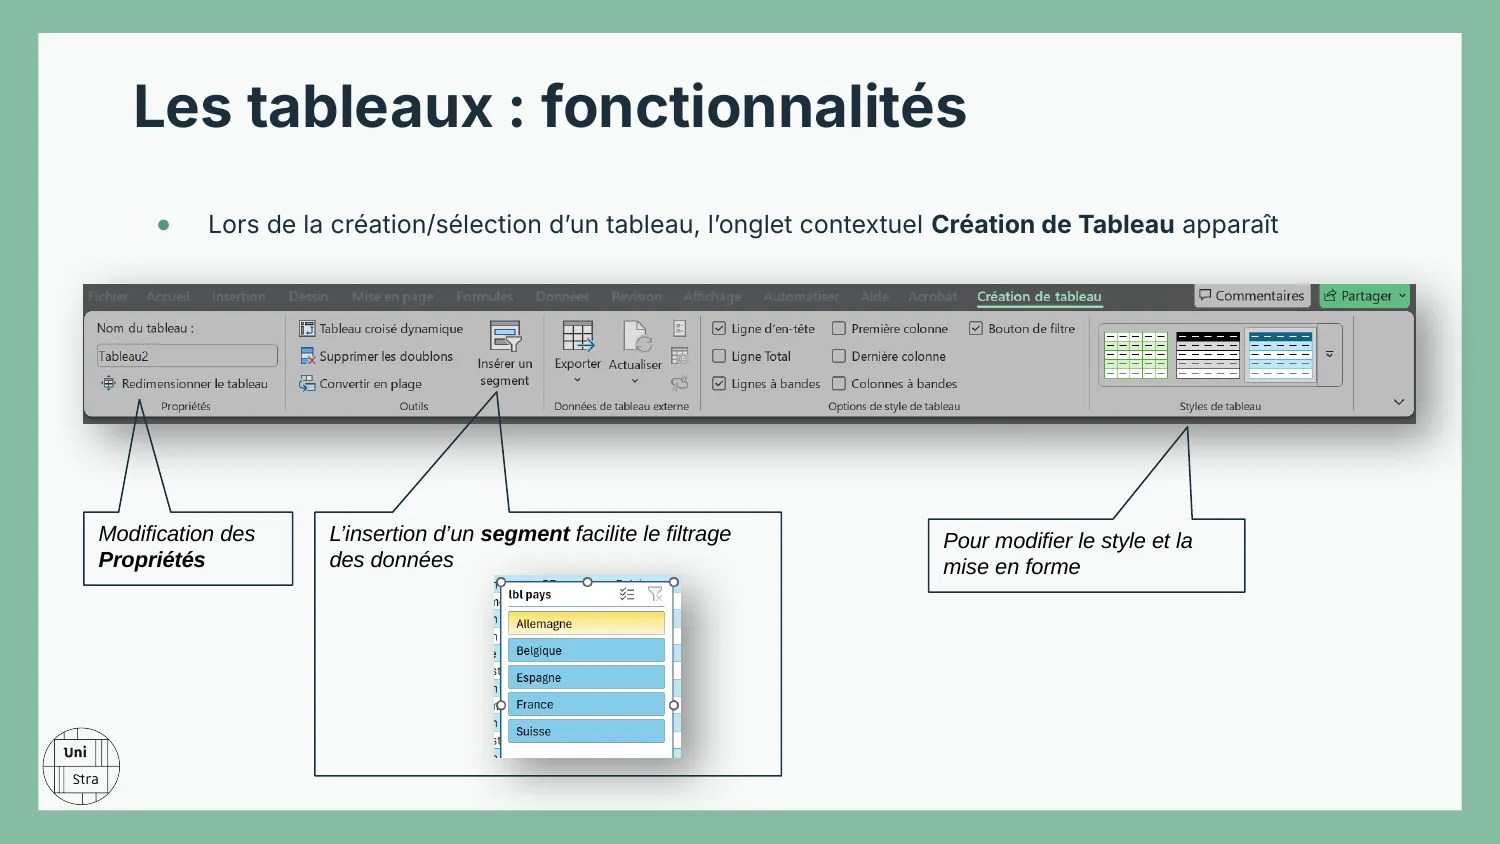 Les tableaux : fonctionnalités
Lors de la création/sélection d’un tableau, l’onglet contextuel Création de Tableau apparaît
Fichier Accueil Insertion Dessin Mise en page Formules Données Révision Affichage Automatiser Aide Acrobat Création de tableau Commentaires Partager
Nom du tableau :
Tableau2
Redimensionner le tableau
Propriétés
Tableau croisé dynamique
Supprimer les doublons
Convertir en plage
Insérer un
segment
Outils
Exporter
Actualiser
Données de tableau externe
Ligne d’en-tête
Ligne Total
Lignes à bandes
Première colonne
Dernière colonne
Colonnes à bandes
Bouton de filtre
Options de style de tableau
Styles de tableau
Modification des
Propriétés
L’insertion d’un segment facilite le filtrage
des données
lbl pays
Allemagne
Belgique
Espagne
France
Suisse
Pour modifier le style et la
mise en forme
Uni
Stra